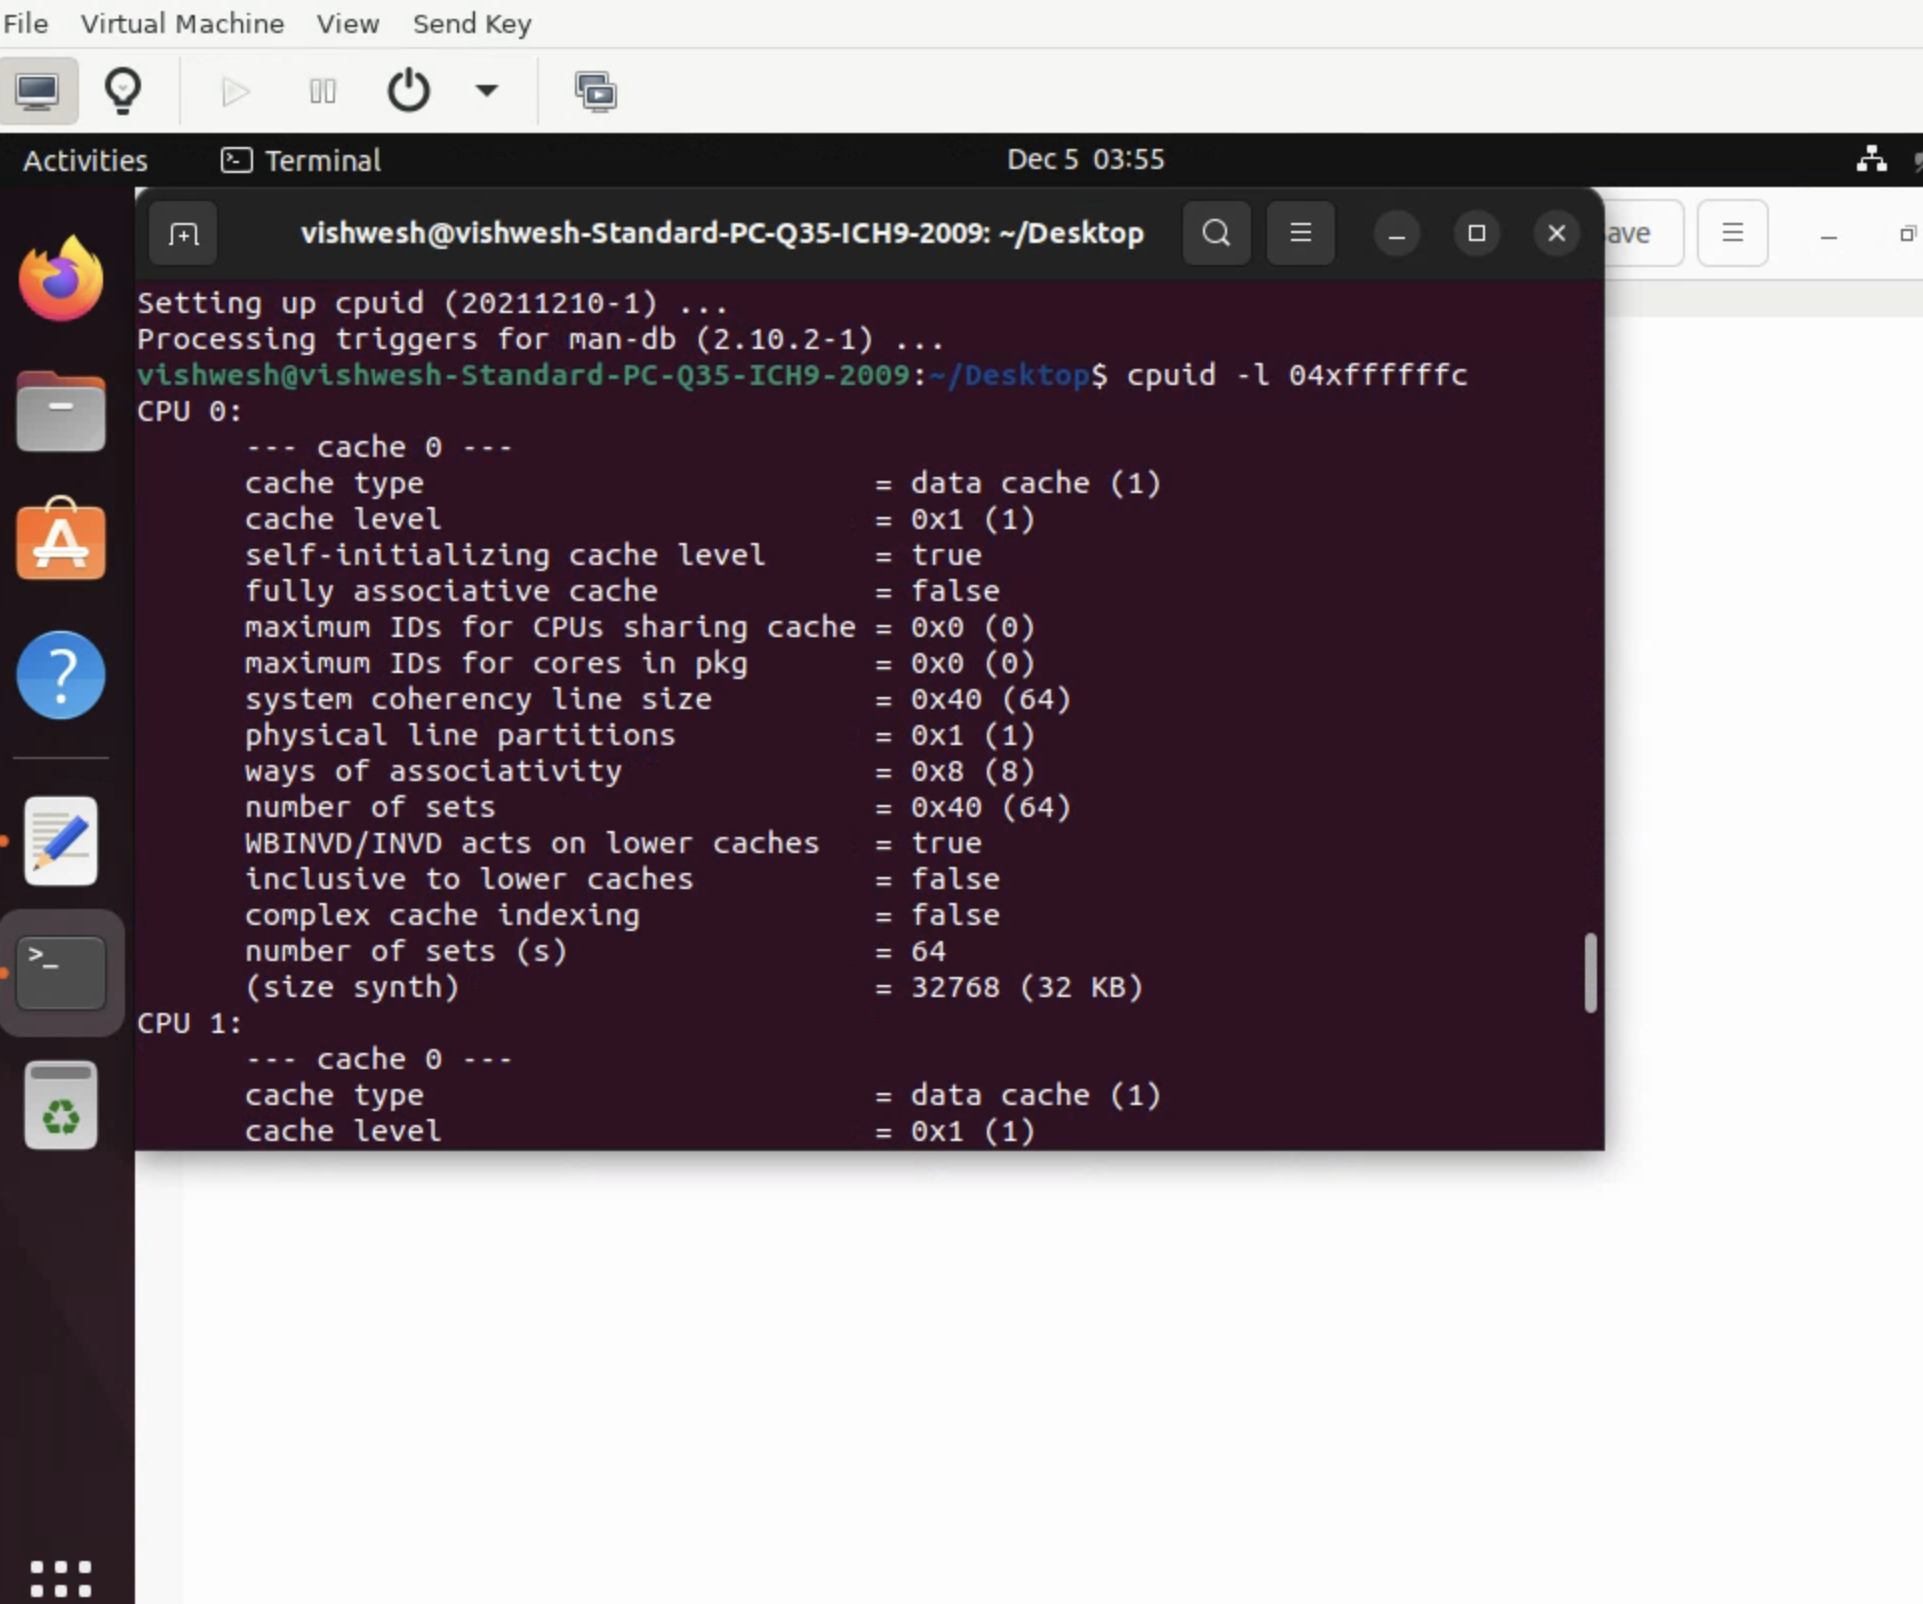 File Virtual Machine View Send Key
Activities Terminal Dec 5 03:55
vishwesh@vishwesh-Standard-PC-Q35-ICH9-2009: ~/Desktop
Setting up cpuid (20211210-1) ...
Processing triggers for man-db (2.10.2-1) ...
vishwesh@vishwesh-Standard-PC-Q35-ICH9-2009:~/Desktop$ cpuid -l 04xffffffc
CPU 0:
--- cache 0 ---
cache type = data cache (1)
cache level = 0x1 (1)
self-initializing cache level = true
fully associative cache = false
maximum IDs for CPUs sharing cache = 0x0 (0)
maximum IDs for cores in pkg = 0x0 (0)
system coherency line size = 0x40 (64)
physical line partitions = 0x1 (1)
ways of associativity = 0x8 (8)
number of sets = 0x40 (64)
WBINVD/INVD acts on lower caches = true
inclusive to lower caches = false
complex cache indexing = false
number of sets (s) = 64
(size synth) = 32768 (32 KB)
CPU 1:
--- cache 0 ---
cache type = data cache (1)
cache level = 0x1 (1)